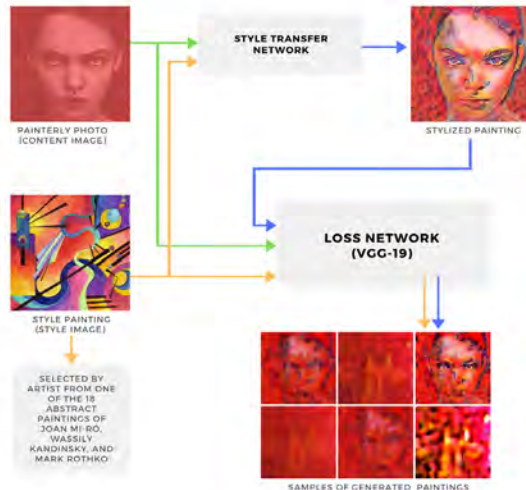 STYLE TRANSFER
NETWORK
PAINTERLY PHOTO
(CONTENT IMAGE)
STYLIZED PAINTING
LOSS NETWORK
(VGG-19)
STYLE PAINTING
(STYLE IMAGE)
SELECTED BY
ARTIST FROM ONE
OF THE 18
ABSTRACT
PAINTINGS OF
JOAN MI-RÓ,
WASSILY
KANDINSKY, AND
MARK ROTHKO
SAMPLES OF GENERATED PAINTINGS